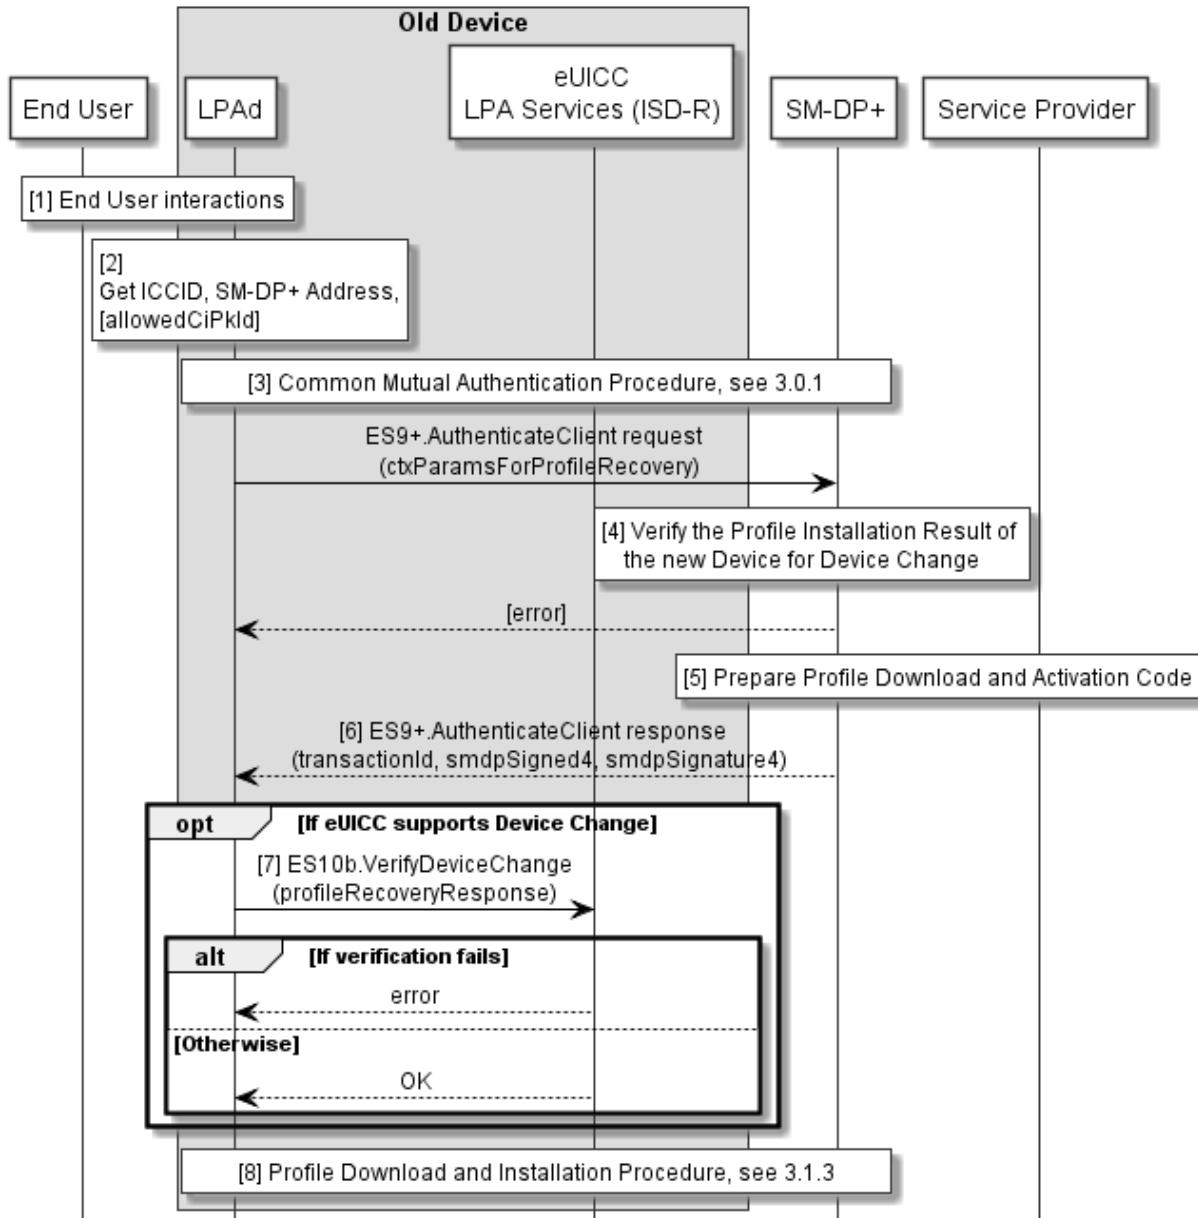 Old Device
End User
LPAd
eUICC
LPA Services (ISD-R)
SM-DP+
Service Provider
[1] End User interactions
[2]
Get ICCID, SM-DP+ Address,
[allowedCiPkId]
[3] Common Mutual Authentication Procedure, see 3.0.1
ES9+.AuthenticateClient request
(ctxParamsForProfileRecovery)
[4] Verify the Profile Installation Result of
the new Device for Device Change
[error]
[5] Prepare Profile Download and Activation Code
[6] ES9+.AuthenticateClient response
(transactionId, smdpSigned4, smdpSignature4)
opt [If eUICC supports Device Change]
[7] ES10b.VerifyDeviceChange
(profileRecoveryResponse)
alt [If verification fails]
error
[Otherwise]
OK
[8] Profile Download and Installation Procedure, see 3.1.3